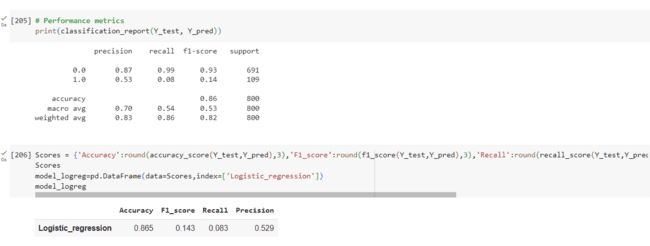 [205] # Performance metrics
print(classification_report(Y_test, Y_pred))
precision recall f1-score support
0.0 0.87 0.99 0.93 691
1.0 0.53 0.08 0.14 109
accuracy 0.86 800
macro avg 0.70 0.54 0.53 800
weighted avg 0.83 0.86 0.82 800
[206] Scores = {'Accuracy':round(accuracy_score(Y_test,Y_pred),3),'F1_score':round(f1_score(Y_test,Y_pred),3),'Recall':round(recall_score(Y_test,Y_pred
Scores
model_logreg=pd.DataFrame(data=Scores,index=['Logistic_regression'])
model_logreg
Accuracy F1_score Recall Precision
Logistic_regression 0.865 0.143 0.083 0.529